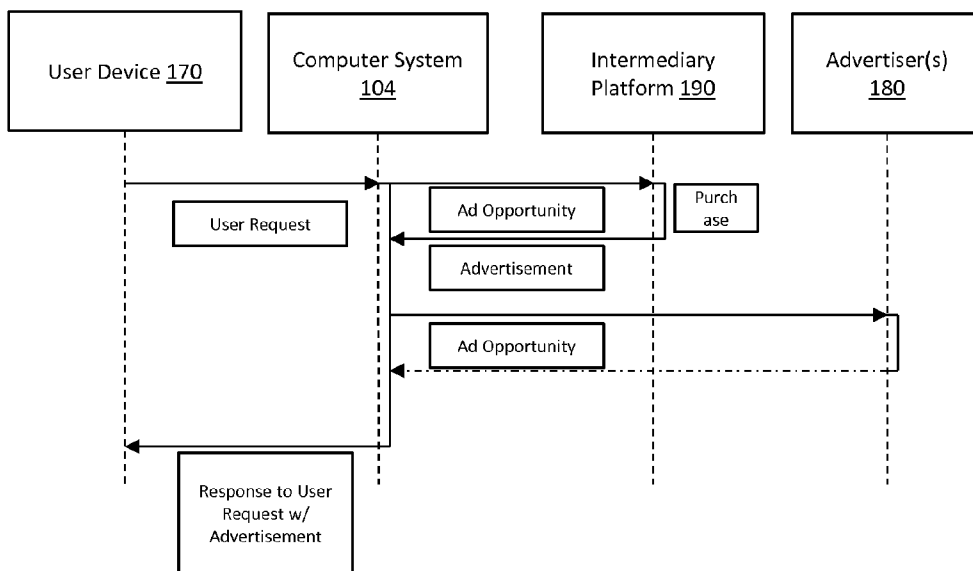 User Device 170
Computer System
104
Intermediary
Platform 190
Advertiser(s)
180
User Request
Ad Opportunity
Purch
ase
Advertisement
Ad Opportunity
Response to User
Request w/
Advertisement